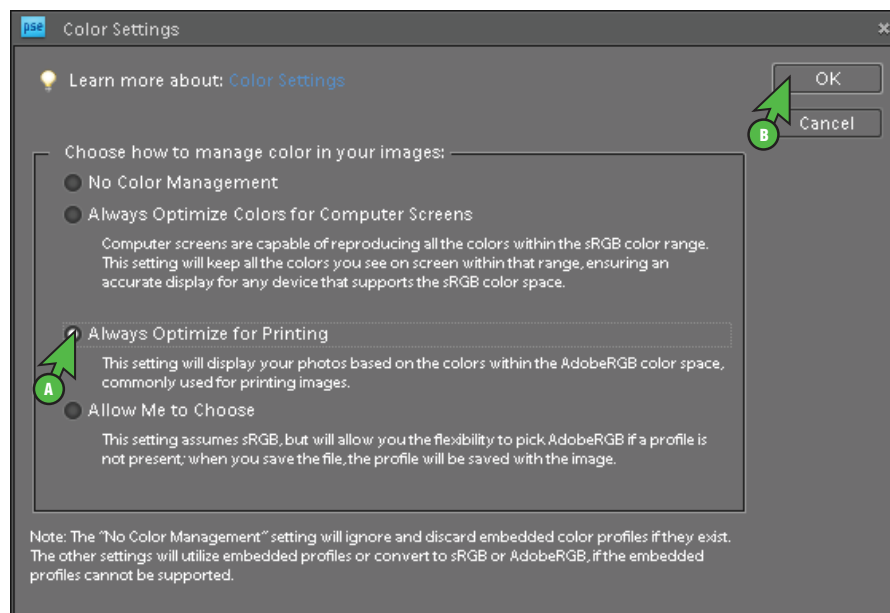 pse Color Settings
Learn more about: Color Settings
OK
B
Cancel
Choose how to manage color in your images:
No Color Management
Always Optimize Colors for Computer Screens
Computer screens are capable of reproducing all the colors within the sRGB color range.
This setting will keep all the colors you see on screen within that range, ensuring an
accurate display for any device that supports the sRGB color space.
Always Optimize for Printing
A
This setting will display your photos based on the colors within the AdobeRGB color space,
commonly used for printing images.
Allow Me to Choose
This setting assumes sRGB, but will allow you the flexibility to pick AdobeRGB if a profile is
not present; when you save the file, the profile will be saved with the image.
Note: The "No Color Management" setting will ignore and discard embedded color profiles if they exist.
The other settings will utilize embedded profiles or convert to sRGB or AdobeRGB, if the embedded
profiles cannot be supported.